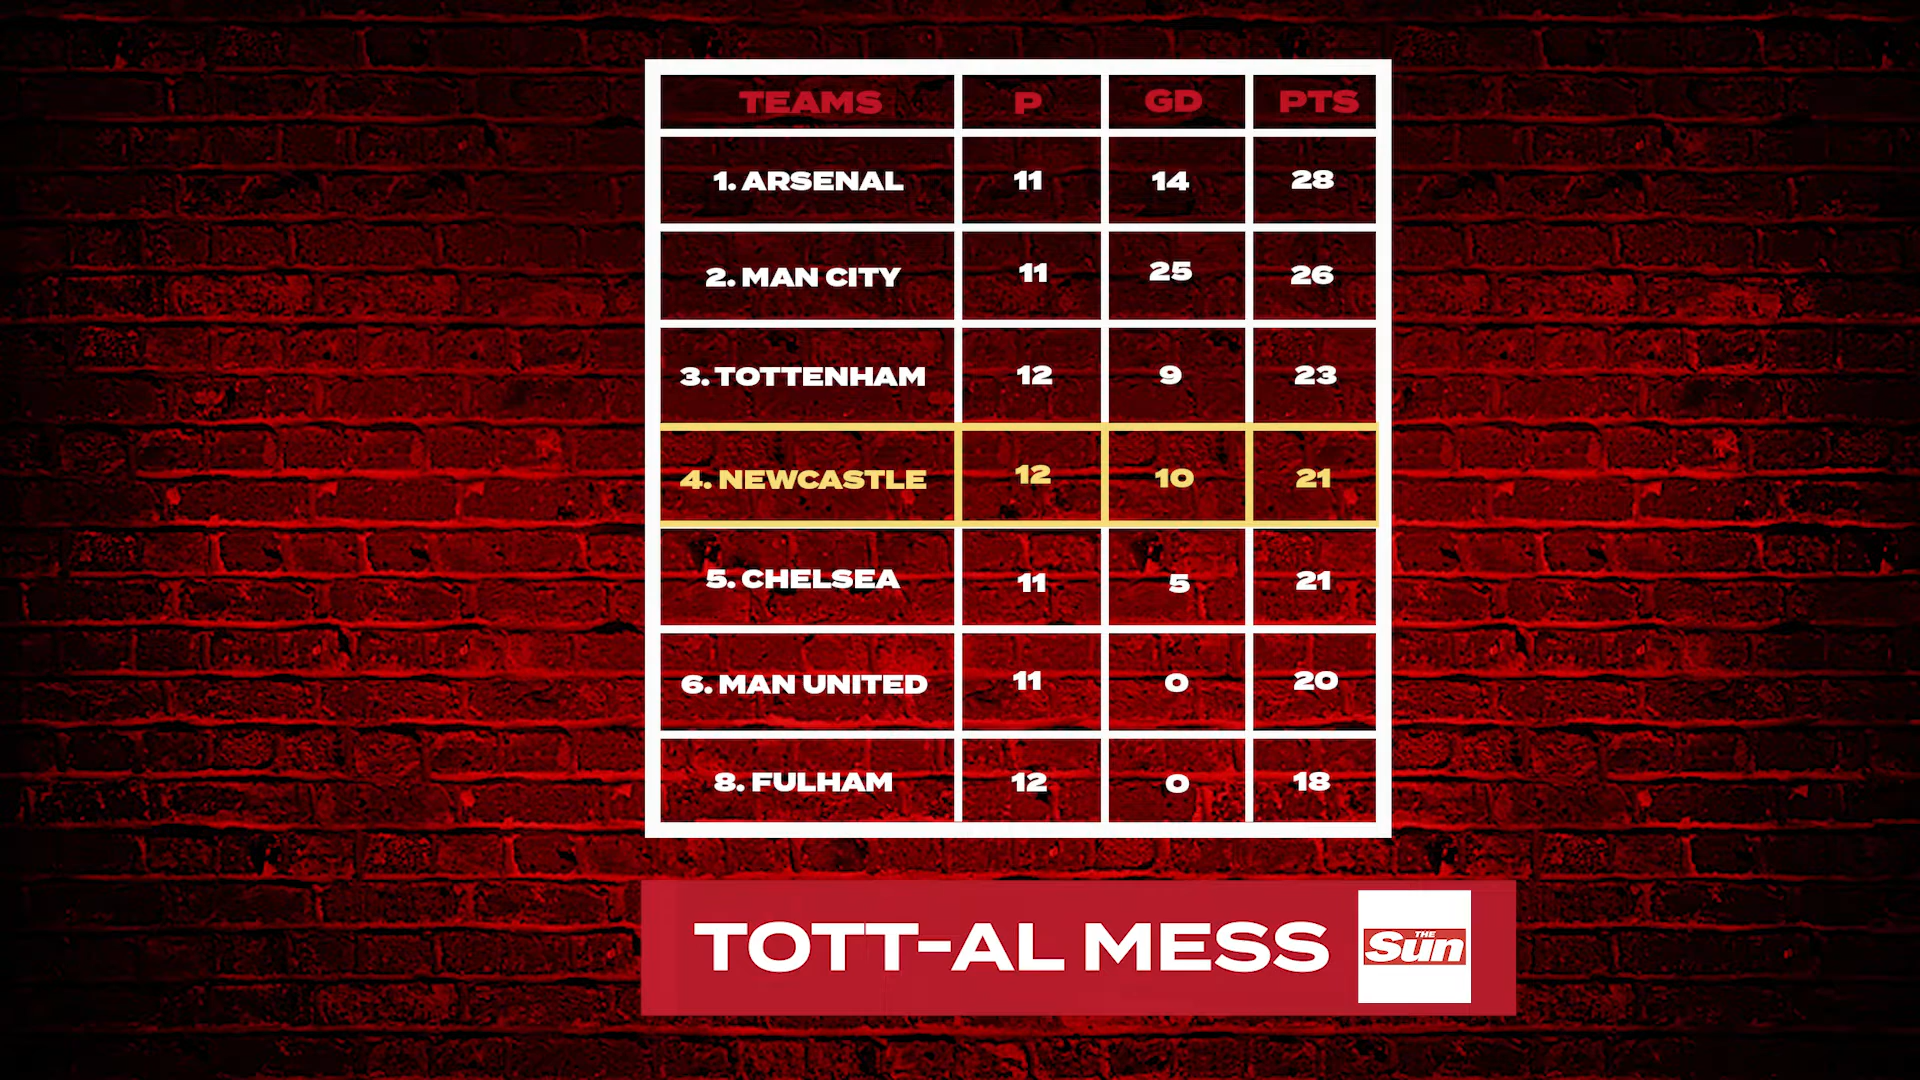 TEAMS P GD PTS
1. ARSENAL 11 14 28
2. MAN CITY 11 25 26
3. TOTTENHAM 12 9 23
4. NEWCASTLE 12 10 21
5. CHELSEA 11 5 21
6. MAN UNITED 11 0 20
8. FULHAM 12 0 18
TOTT-AL MESS
THE
Sun